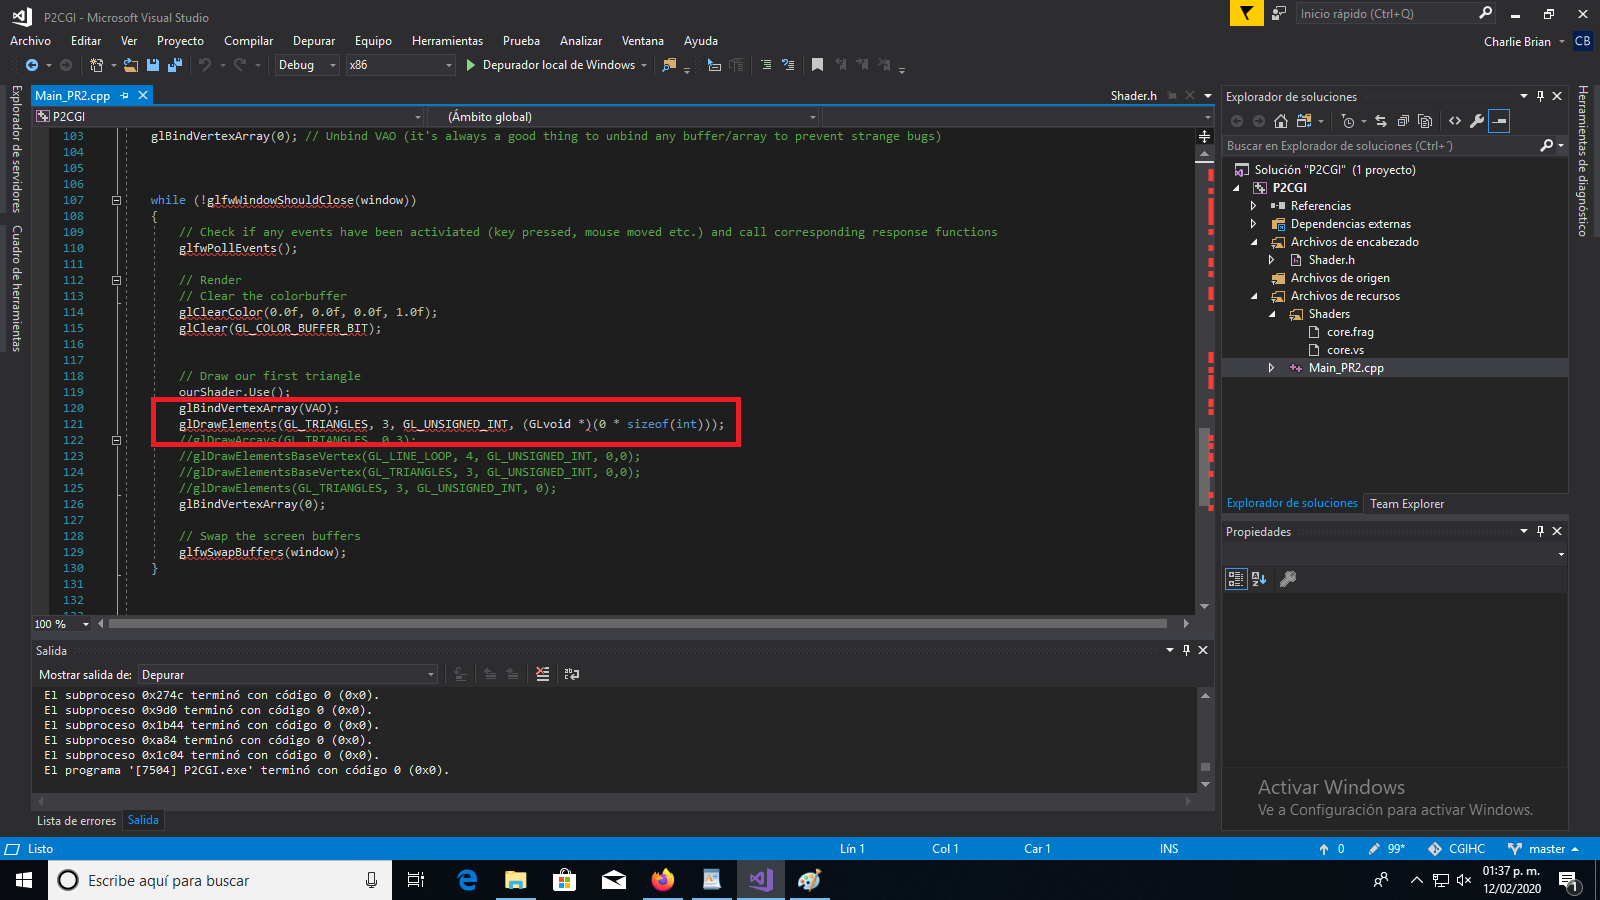 P2CGI - Microsoft Visual Studio
Inicio rápido (Ctrl+Q)
Archivo Editar Ver Proyecto Compilar Depurar Equipo Herramientas Prueba Analizar Ventana Ayuda
Charlie Brian CB
Debug x86 Depurador local de Windows
Explorador de servidores
Cuadro de herramientas
Main_PR2.cpp
Shader.h
P2CGI (Ámbito global)
103 glBindVertexArray(0); // Unbind VAO (it's always a good thing to unbind any buffer/array to prevent strange bugs)
104
105
106
107 while (!glfwWindowShouldClose(window))
108 {
109 // Check if any events have been activiated (key pressed, mouse moved etc.) and call corresponding response functions
110 glfwPollEvents();
111
112 // Render
113 // Clear the colorbuffer
114 glClearColor(0.0f, 0.0f, 0.0f, 1.0f);
115 glClear(GL_COLOR_BUFFER_BIT);
116
117
118 // Draw our first triangle
119 ourShader.Use();
120 glBindVertexArray(VAO);
121 glDrawElements(GL_TRIANGLES, 3, GL_UNSIGNED_INT, (GLvoid *)(0 * sizeof(int)));
122 //glDrawArrays(GL_TRIANGLES, 0,3);
123 //glDrawElementsBaseVertex(GL_LINE_LOOP, 4, GL_UNSIGNED_INT, 0,0);
124 //glDrawElementsBaseVertex(GL_TRIANGLES, 3, GL_UNSIGNED_INT, 0,0);
125 //glDrawElements(GL_TRIANGLES, 3, GL_UNSIGNED_INT, 0);
126 glBindVertexArray(0);
127
128 // Swap the screen buffers
129 glfwSwapBuffers(window);
130 }
131
132
100 %
Salida
Mostrar salida de: Depurar
El subproceso 0x274c terminó con código 0 (0x0).
El subproceso 0x9d0 terminó con código 0 (0x0).
El subproceso 0x1b44 terminó con código 0 (0x0).
El subproceso 0xa84 terminó con código 0 (0x0).
El subproceso 0x1c04 terminó con código 0 (0x0).
El programa '[7504] P2CGI.exe' terminó con código 0 (0x0).
Lista de errores Salida
Explorador de soluciones
Buscar en Explorador de soluciones (Ctrl+´)
Solución "P2CGI" (1 proyecto)
P2CGI
Referencias
Dependencias externas
Archivos de encabezado
Shader.h
Archivos de origen
Archivos de recursos
Shaders
core.frag
core.vs
Main_PR2.cpp
Explorador de soluciones Team Explorer
Propiedades
Herramientas de diagnóstico
Activar Windows
Ve a Configuración para activar Windows.
Listo Lín 1 Col 1 Car 1 INS 0 99* CGIHC master
Escribe aquí para buscar
01:37 p. m.
12/02/2020
1